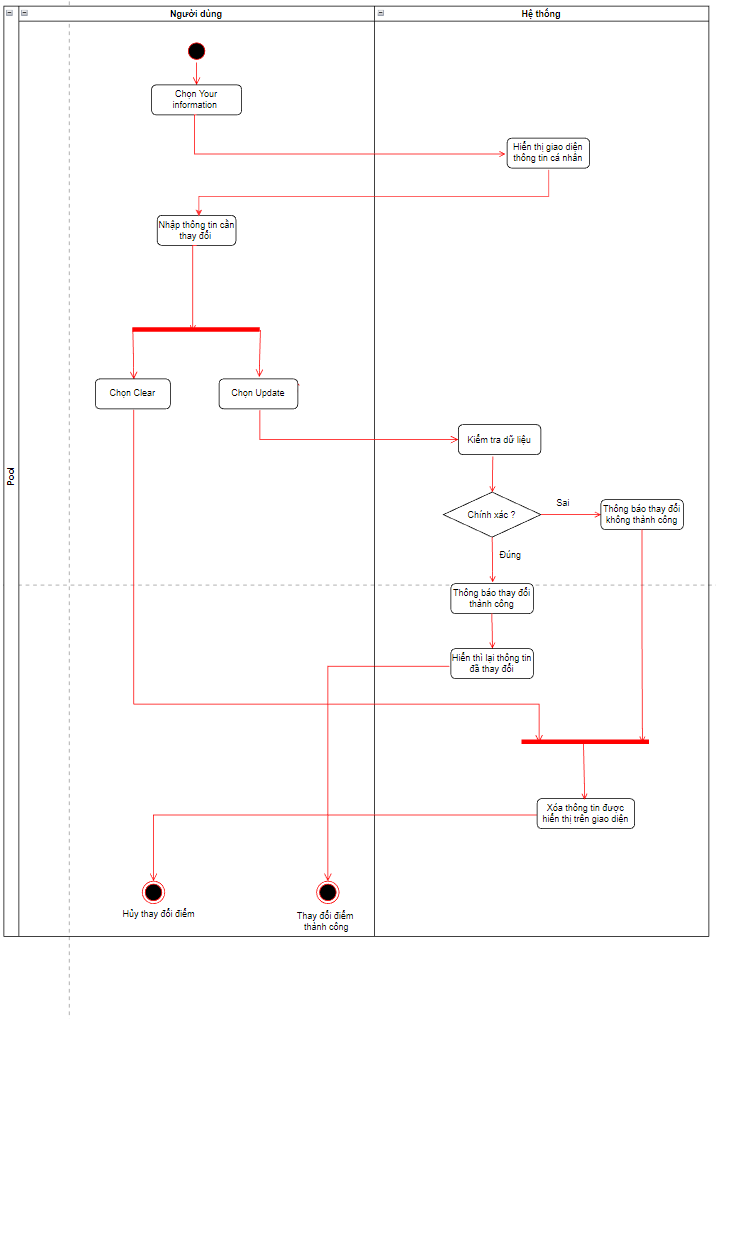 Người dùng
Hệ thống
Pool
Chọn Your
information
Hiển thị giao diện
thông tin cá nhân
Nhập thông tin cần
thay đổi
Chọn Clear
Chọn Update
Kiểm tra dữ liệu
Chính xác ?
Sai
Thông báo thay đổi
không thành công
Đúng
Thông báo thay đổi
thành công
Hiển thì lại thông tin
đã thay đổi
Xóa thông tin được
hiển thị trên giao diện
Hủy thay đổi điểm
Thay đổi điểm
thành công